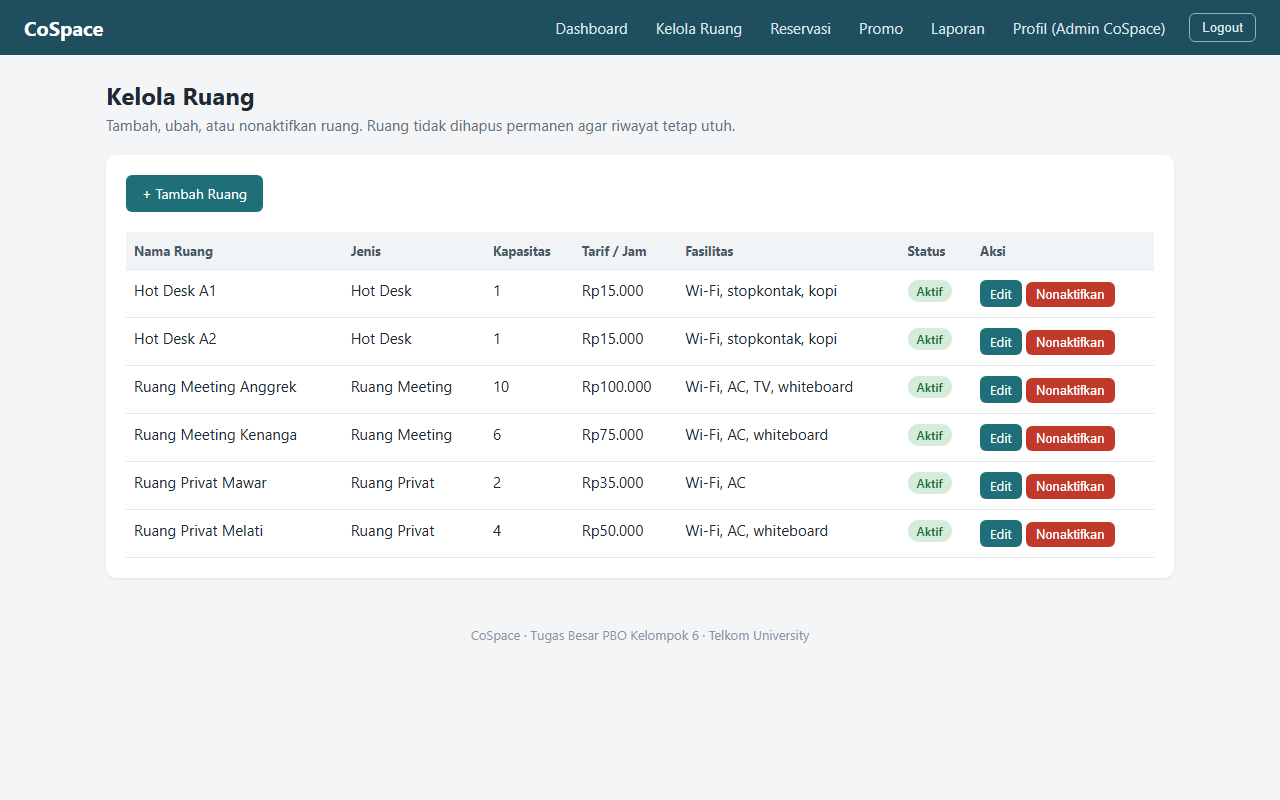 CoSpace Dashboard Kelola Ruang Reservasi Promo Laporan Profil (Admin CoSpace) Logout
Kelola Ruang
Tambah, ubah, atau nonaktifkan ruang. Ruang tidak dihapus permanen agar riwayat tetap utuh.
+ Tambah Ruang
Nama Ruang Jenis Kapasitas Tarif / Jam Fasilitas Status Aksi
Hot Desk A1 Hot Desk 1 Rp15.000 Wi-Fi, stopkontak, kopi Aktif Edit Nonaktifkan
Hot Desk A2 Hot Desk 1 Rp15.000 Wi-Fi, stopkontak, kopi Aktif Edit Nonaktifkan
Ruang Meeting Anggrek Ruang Meeting 10 Rp100.000 Wi-Fi, AC, TV, whiteboard Aktif Edit Nonaktifkan
Ruang Meeting Kenanga Ruang Meeting 6 Rp75.000 Wi-Fi, AC, whiteboard Aktif Edit Nonaktifkan
Ruang Privat Mawar Ruang Privat 2 Rp35.000 Wi-Fi, AC Aktif Edit Nonaktifkan
Ruang Privat Melati Ruang Privat 4 Rp50.000 Wi-Fi, AC, whiteboard Aktif Edit Nonaktifkan
CoSpace · Tugas Besar PBO Kelompok 6 · Telkom University